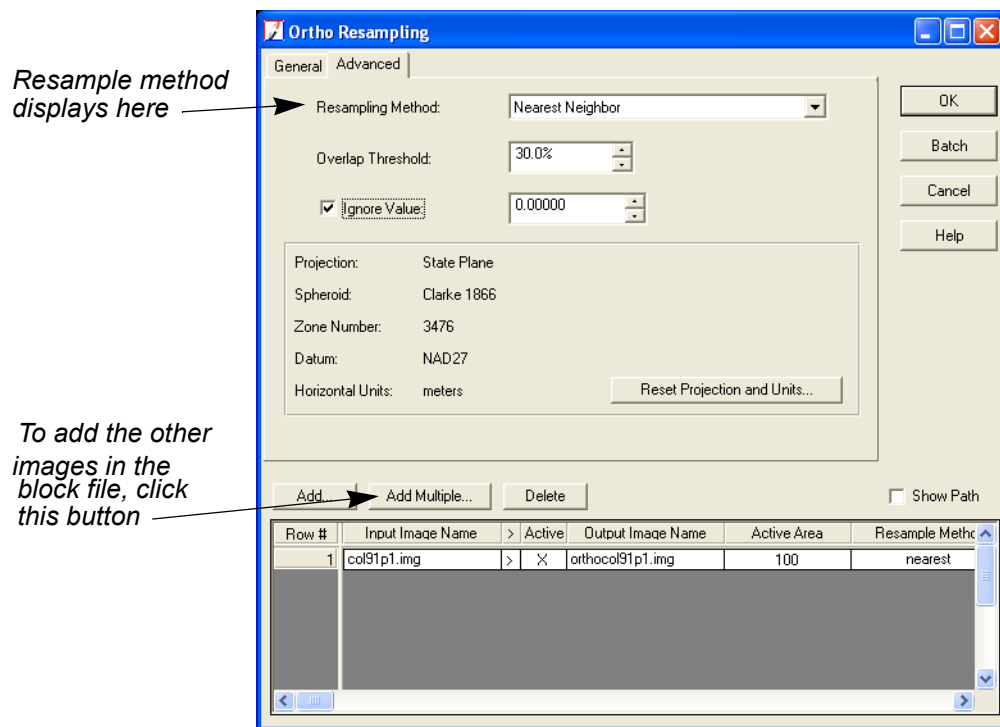 Ortho Resampling
General Advanced
Resample method
displays here
Resampling Method: Nearest Neighbor
OK
Overlap Threshold: 30.0%
Batch
Ignore Value: 0.00000
Cancel
Help
Projection: State Plane
Spheroid: Clarke 1866
Zone Number: 3476
Datum: NAD27
Horizontal Units: meters Reset Projection and Units...
To add the other
images in the
block file, click
this button
Add... Add Multiple... Delete Show Path
Row # Input Image Name > Active Output Image Name Active Area Resample Methc
1 col91p1.img > X orthocol91p1.img 100 nearest